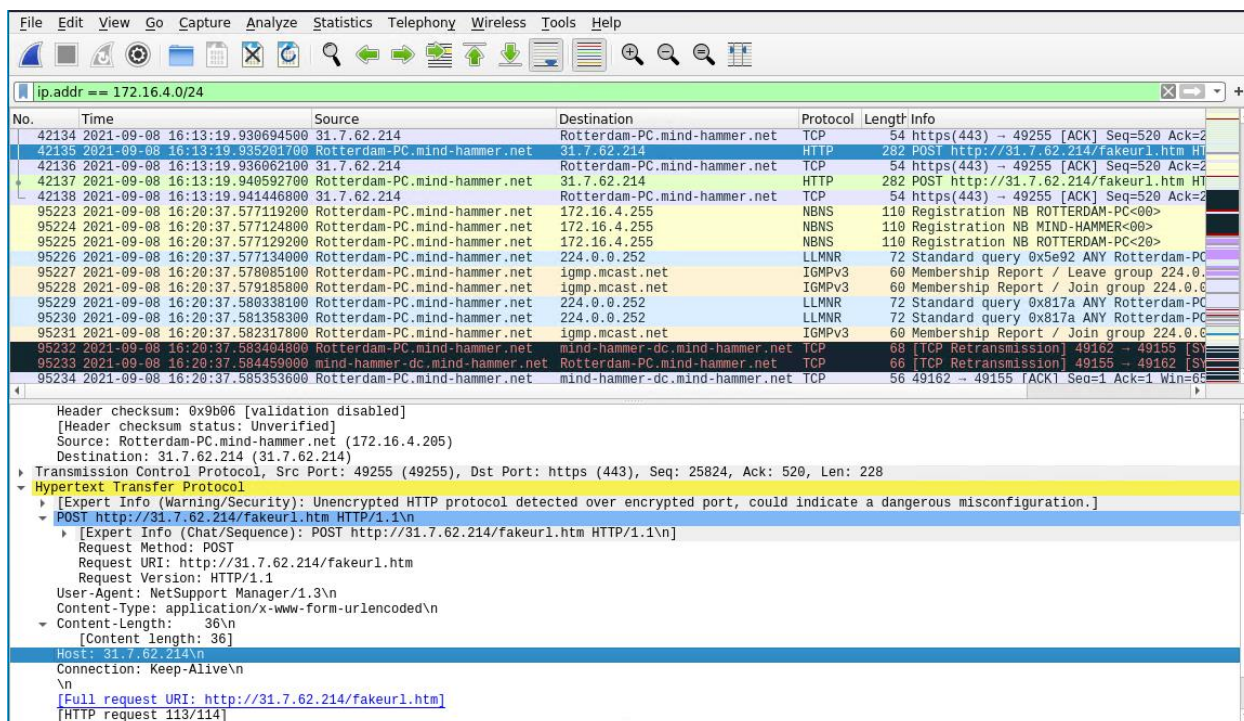 File Edit View Go Capture Analyze Statistics Telephony Wireless Tools Help
ip.addr == 172.16.4.0/24
No. Time Source Destination Protocol Length Info
42134 2021-09-08 16:13:19.930694500 31.7.62.214 Rotterdam-PC.mind-hammer.net TCP 54 https(443) → 49255 [ACK] Seq=520 Ack=2
42135 2021-09-08 16:13:19.935201700 Rotterdam-PC.mind-hammer.net 31.7.62.214 HTTP 282 POST http://31.7.62.214/fakeurl.htm HT
42136 2021-09-08 16:13:19.936062100 31.7.62.214 Rotterdam-PC.mind-hammer.net TCP 54 https(443) → 49255 [ACK] Seq=520 Ack=2
42137 2021-09-08 16:13:19.940592700 Rotterdam-PC.mind-hammer.net 31.7.62.214 HTTP 282 POST http://31.7.62.214/fakeurl.htm HT
42138 2021-09-08 16:13:19.941446800 31.7.62.214 Rotterdam-PC.mind-hammer.net TCP 54 https(443) → 49255 [ACK] Seq=520 Ack=2
95223 2021-09-08 16:20:37.577119200 Rotterdam-PC.mind-hammer.net 172.16.4.255 NBNS 110 Registration NB ROTTERDAM-PC<00>
95224 2021-09-08 16:20:37.577124800 Rotterdam-PC.mind-hammer.net 172.16.4.255 NBNS 110 Registration NB MIND-HAMMER<00>
95225 2021-09-08 16:20:37.577129200 Rotterdam-PC.mind-hammer.net 172.16.4.255 NBNS 110 Registration NB ROTTERDAM-PC<20>
95226 2021-09-08 16:20:37.577134000 Rotterdam-PC.mind-hammer.net 224.0.0.252 LLMNR 72 Standard query 0x5e92 ANY Rotterdam-PC
95227 2021-09-08 16:20:37.578085100 Rotterdam-PC.mind-hammer.net igmp.mcast.net IGMPv3 60 Membership Report / Leave group 224.0.
95228 2021-09-08 16:20:37.579185800 Rotterdam-PC.mind-hammer.net igmp.mcast.net IGMPv3 60 Membership Report / Join group 224.0.0
95229 2021-09-08 16:20:37.580338100 Rotterdam-PC.mind-hammer.net 224.0.0.252 LLMNR 72 Standard query 0x817a ANY Rotterdam-PC
95230 2021-09-08 16:20:37.581358300 Rotterdam-PC.mind-hammer.net 224.0.0.252 LLMNR 72 Standard query 0x817a ANY Rotterdam-PC
95231 2021-09-08 16:20:37.582317800 Rotterdam-PC.mind-hammer.net igmp.mcast.net IGMPv3 60 Membership Report / Join group 224.0.0
95232 2021-09-08 16:20:37.583404800 Rotterdam-PC.mind-hammer.net mind-hammer-dc.mind-hammer.net TCP 68 [TCP Retransmission] 49162 → 49155 [SY
95233 2021-09-08 16:20:37.584459000 mind-hammer-dc.mind-hammer.net Rotterdam-PC.mind-hammer.net TCP 66 [TCP Retransmission] 49155 → 49162 [SY
95234 2021-09-08 16:20:37.585353600 Rotterdam-PC.mind-hammer.net mind-hammer-dc.mind-hammer.net TCP 56 49162 → 49155 [ACK] Seq=1 Ack=1 Win=65
Header checksum: 0x9b06 [validation disabled]
[Header checksum status: Unverified]
Source: Rotterdam-PC.mind-hammer.net (172.16.4.205)
Destination: 31.7.62.214 (31.7.62.214)
Transmission Control Protocol, Src Port: 49255 (49255), Dst Port: https (443), Seq: 25824, Ack: 520, Len: 228
Hypertext Transfer Protocol
[Expert Info (Warning/Security): Unencrypted HTTP protocol detected over encrypted port, could indicate a dangerous misconfiguration.]
POST http://31.7.62.214/fakeurl.htm HTTP/1.1\n
[Expert Info (Chat/Sequence): POST http://31.7.62.214/fakeurl.htm HTTP/1.1\n]
Request Method: POST
Request URI: http://31.7.62.214/fakeurl.htm
Request Version: HTTP/1.1
User-Agent: NetSupport Manager/1.3\n
Content-Type: application/x-www-form-urlencoded\n
Content-Length: 36\n
[Content length: 36]
Host: 31.7.62.214\n
Connection: Keep-Alive\n
\n
[Full request URI: http://31.7.62.214/fakeurl.htm]
[HTTP request 113/114]